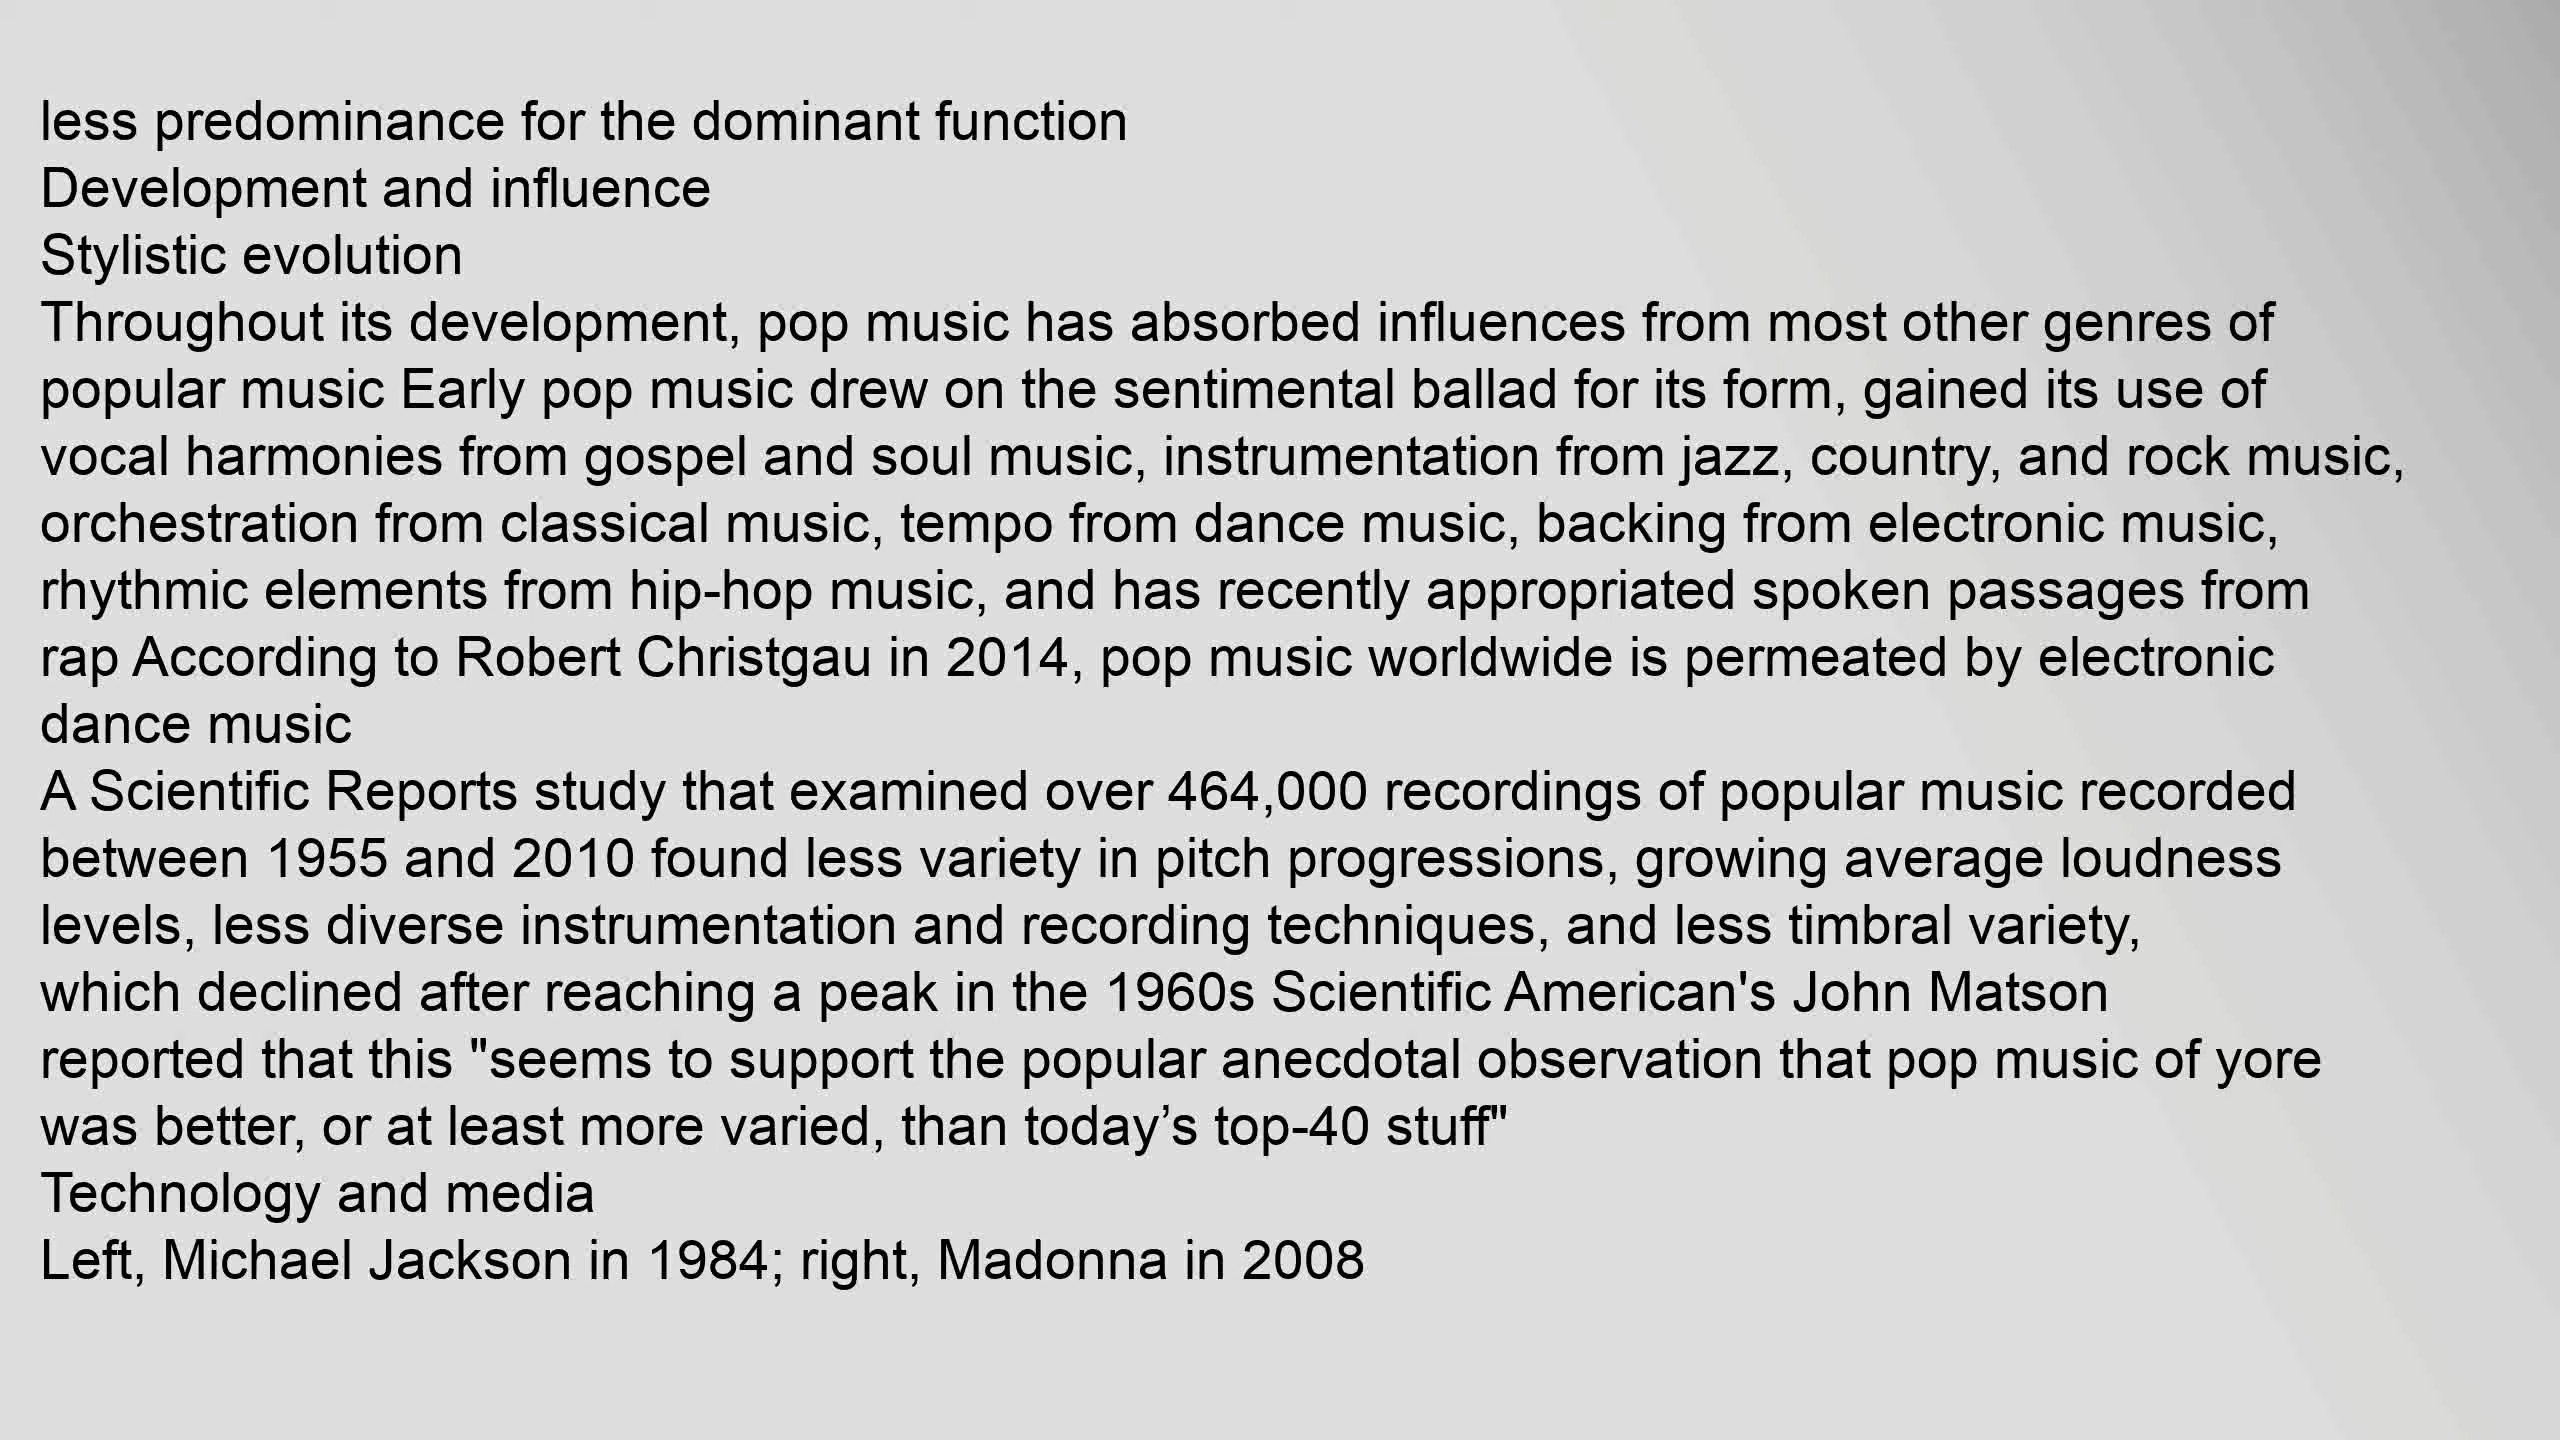 less predominance for the dominant function
Development and influence
Stylistic evolution
Throughout its development, pop music has absorbed influences from most other genres of
popular music Early pop music drew on the sentimental ballad for its form, gained its use of
vocal harmonies from gospel and soul music, instrumentation from jazz, country, and rock music,
orchestration from classical music, tempo from dance music, backing from electronic music,
rhythmic elements from hip-hop music, and has recently appropriated spoken passages from
rap According to Robert Christgau in 2014, pop music worldwide is permeated by electronic
dance music
A Scientific Reports study that examined over 464,000 recordings of popular music recorded
between 1955 and 2010 found less variety in pitch progressions, growing average loudness
levels, less diverse instrumentation and recording techniques, and less timbral variety,
which declined after reaching a peak in the 1960s Scientific American's John Matson
reported that this "seems to support the popular anecdotal observation that pop music of yore
was better, or at least more varied, than today’s top-40 stuff"
Technology and media
Left, Michael Jackson in 1984; right, Madonna in 2008